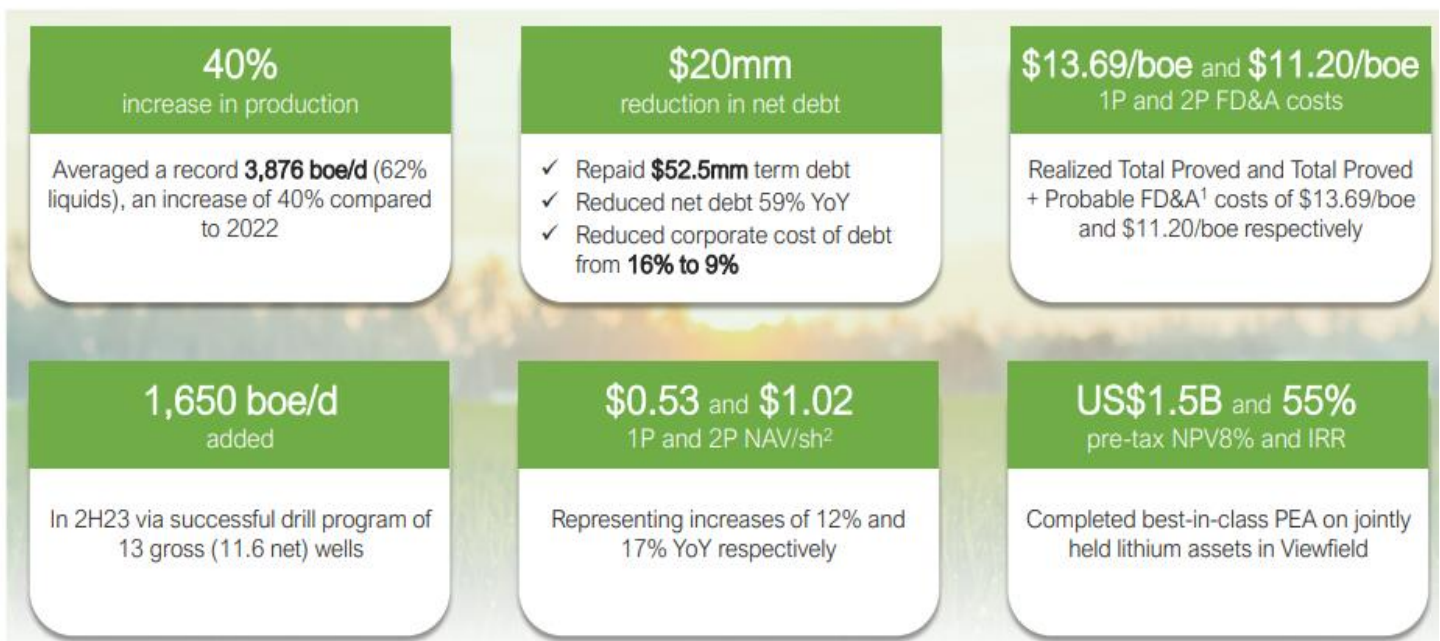 40%
increase in production
Averaged a record 3,876 boe/d (62%
liquids), an increase of 40% compared
to 2022
$20mm
reduction in net debt
✓ Repaid $52.5mm term debt
✓ Reduced net debt 59% YoY
✓ Reduced corporate cost of debt
from 16% to 9%
$13.69/boe and $11.20/boe
1P and 2P FD&A costs
Realized Total Proved and Total Proved
+ Probable FD&A¹ costs of $13.69/boe
and $11.20/boe respectively
1,650 boe/d
added
In 2H23 via successful drill program of
13 gross (11.6 net) wells
$0.53 and $1.02
1P and 2P NAV/sh²
Representing increases of 12% and
17% YoY respectively
US$1.5B and 55%
pre-tax NPV8% and IRR
Completed best-in-class PEA on jointly
held lithium assets in Viewfield